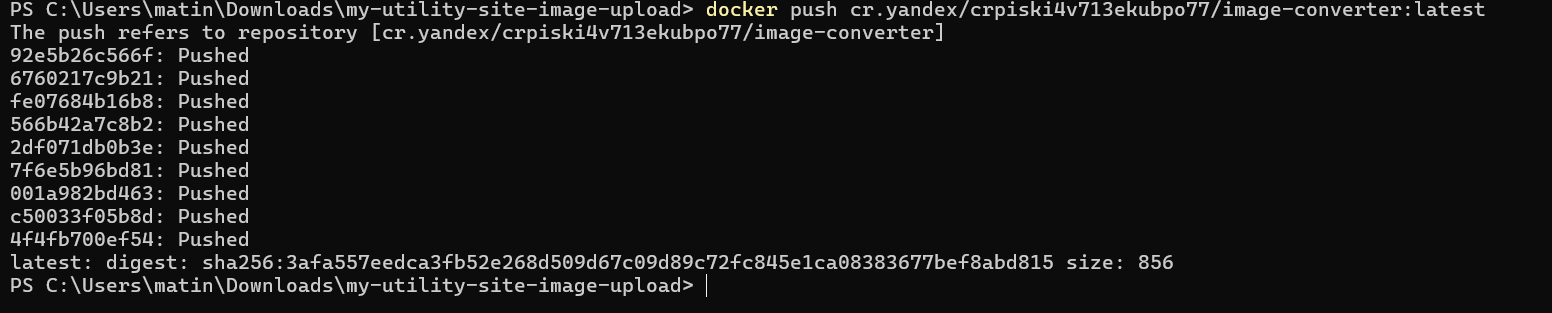 PS C:\Users\matin\Downloads\my-utility-site-image-upload> docker push cr.yandex/crpiski4v713ekubpo77/image-converter:latest
The push refers to repository [cr.yandex/crpiski4v713ekubpo77/image-converter]
92e5b26c566f: Pushed
6760217c9b21: Pushed
fe07684b16b8: Pushed
566b42a7c8b2: Pushed
2df071db0b3e: Pushed
7f6e5b96bd81: Pushed
001a982bd463: Pushed
c50033f05b8d: Pushed
4f4fb700ef54: Pushed
latest: digest: sha256:3afa557eedca3fb52e268d509d67c09d89c72fc845e1ca08383677bef8abd815 size: 856
PS C:\Users\matin\Downloads\my-utility-site-image-upload>